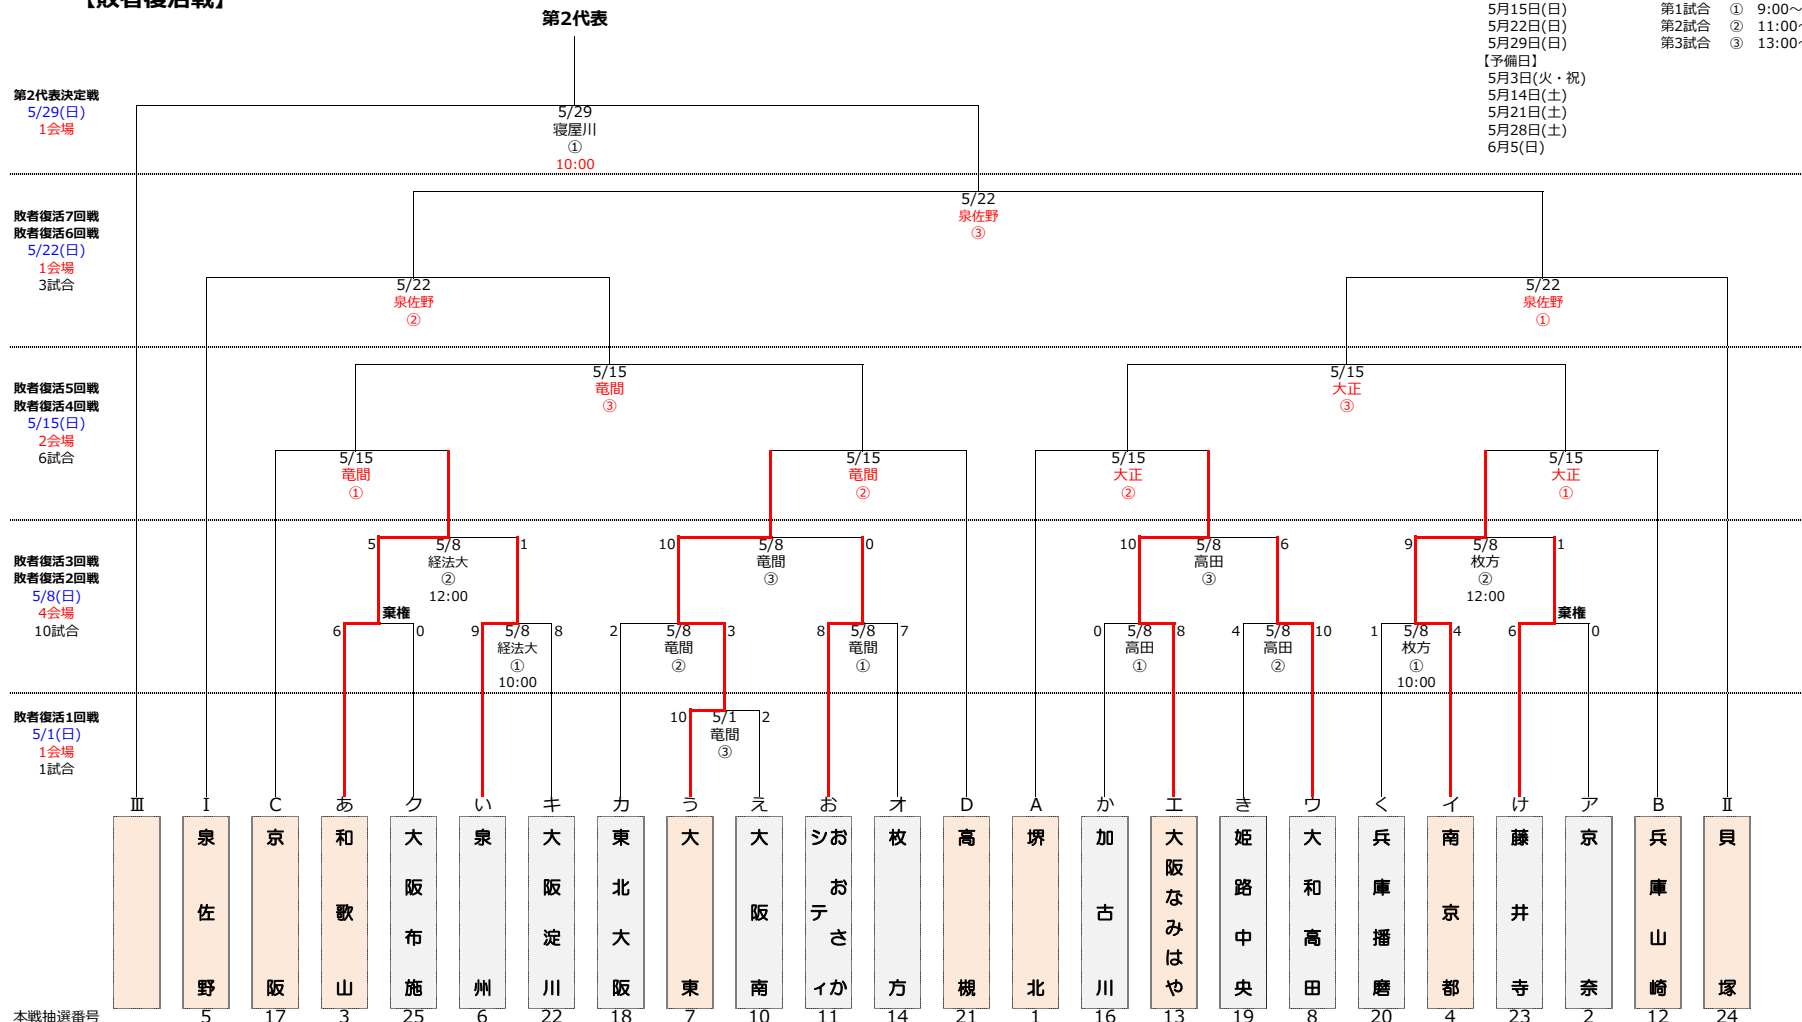 【敗者復活戦】
第2代表
5月15日(日) 第1試合 ① 9:00～
5月22日(日) 第2試合 ② 11:00～
5月29日(日) 第3試合 ③ 13:00～
【予備日】
5月3日(火・祝)
5月14日(土)
5月21日(土)
5月28日(土)
6月5(日)
第2代表決定戦
5/29(日)
1会場
5/29
寝屋川
①
10:00
敗者復活7回戦
敗者復活6回戦
5/22(日)
1会場
3試合
5/22
泉佐野
③
5/22
泉佐野
②
5/22
泉佐野
①
敗者復活5回戦
敗者復活4回戦
5/15(日)
2会場
6試合
5/15
竜間
③
5/15
大正
③
5/15
竜間
①
5/15
竜間
②
5/15
大正
②
5/15
大正
①
敗者復活3回戦
敗者復活2回戦
5/8(日)
4会場
10試合
5 5/8 1
経法大
②
12:00
10 5/8 0
竜間
③
10 5/8 6
高田
③
9 5/8 1
枚方
②
12:00
棄権
6 0
9 5/8 8
経法大
①
10:00
2 5/8 3
竜間
②
8 5/8 7
竜間
①
0 5/8 8
高田
①
4 5/8 10
高田
②
1 5/8 4
枚方
①
10:00
棄権
6 0
敗者復活1回戦
5/1(日)
1会場
1試合
10 5/1 2
竜間
③
Ⅲ Ⅰ C あ ク い キ カ う え お オ D A か エ き ウ く イ け ア B Ⅱ
泉佐野
京阪
和歌山
大阪布施
泉州
大阪淀川
東北大阪
大東
大阪南
おおさか
シティ
枚方
高槻
堺北
加古川
大阪なみはや
姫路中央
大和高田
兵庫播磨
南京都
藤井寺
京奈
兵庫山崎
貝塚
本戦抽選番号 5 17 3 25 6 22 18 7 10 11 14 21 1 16 13 19 8 20 4 23 2 12 24